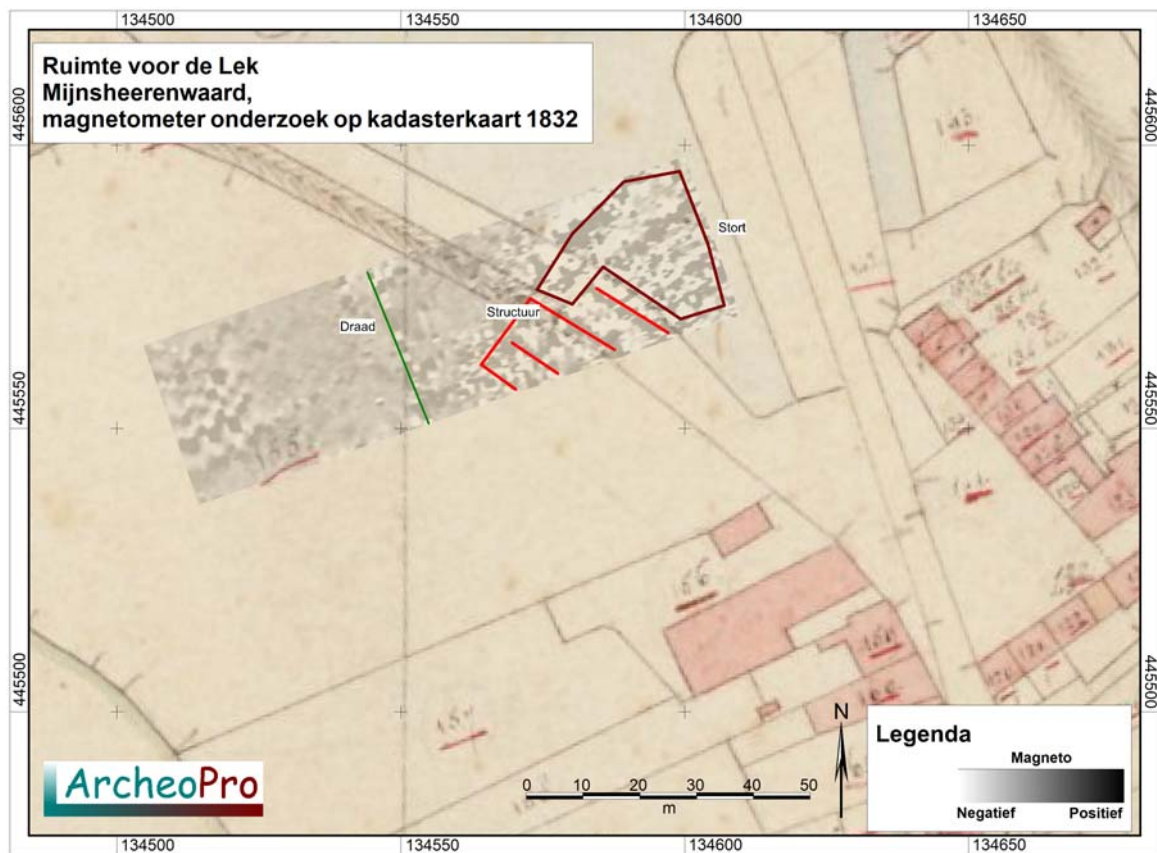 134500 134550 134600 134650
Ruimte voor de Lek
Mijnsheerenwaard,
magnetometer onderzoek op kadasterkaart 1832
445600 445600
Stort
Structuur
Draad
445550 445550
166
445500 445500
ArcheoPro
0 10 20 30 40 50
m
N
Legenda
Magneto
Negatief Positief
134500 134550 134600 134650